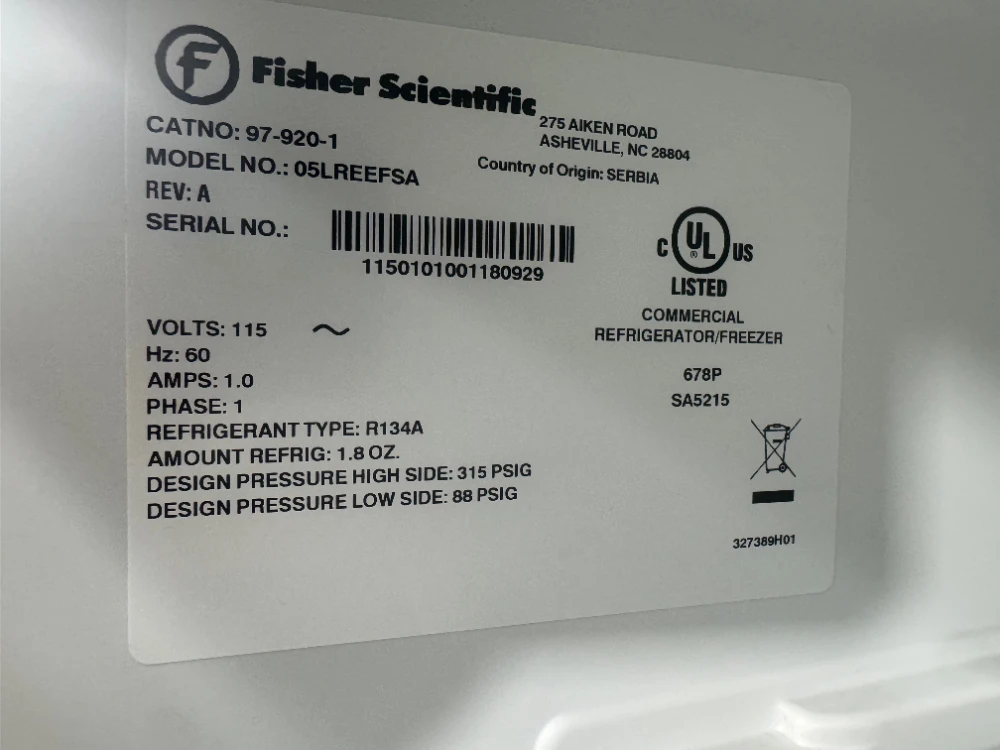 F Fisher Scientific
275 AIKEN ROAD
ASHEVILLE, NC 28804
Country of Origin: SERBIA
CATNO: 97-920-1
MODEL NO.: 05LREEFSA
REV: A
SERIAL NO.:
1150101001180929
C UL® US
LISTED
COMMERCIAL
REFRIGERATOR/FREEZER
678P
SA5215
VOLTS: 115 ~
Hz: 60
AMPS: 1.0
PHASE: 1
REFRIGERANT TYPE: R134A
AMOUNT REFRIG: 1.8 OZ.
DESIGN PRESSURE HIGH SIDE: 315 PSIG
DESIGN PRESSURE LOW SIDE: 88 PSIG
327389H01